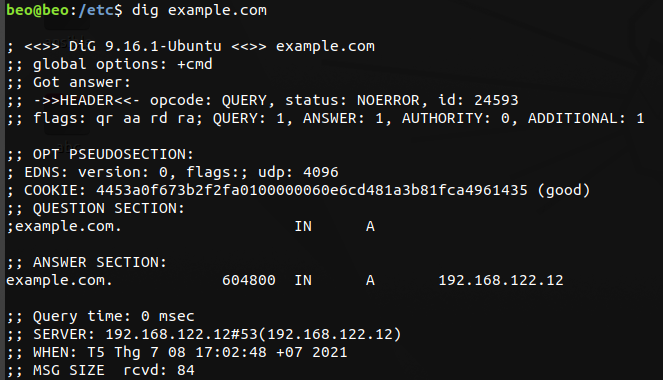 beo@beo:/etc$ dig example.com
; <<>> DiG 9.16.1-Ubuntu <<>> example.com
;; global options: +cmd
;; Got answer:
;; ->>HEADER<<- opcode: QUERY, status: NOERROR, id: 24593
;; flags: qr aa rd ra; QUERY: 1, ANSWER: 1, AUTHORITY: 0, ADDITIONAL: 1
;; OPT PSEUDOSECTION:
; EDNS: version: 0, flags:; udp: 4096
; COOKIE: 4453a0f673b2f2fa0100000060e6cd481a3b81fca4961435 (good)
;; QUESTION SECTION:
;example.com. IN A
;; ANSWER SECTION:
example.com. 604800 IN A 192.168.122.12
;; Query time: 0 msec
;; SERVER: 192.168.122.12#53(192.168.122.12)
;; WHEN: T5 Thg 7 08 17:02:48 +07 2021
;; MSG SIZE rcvd: 84